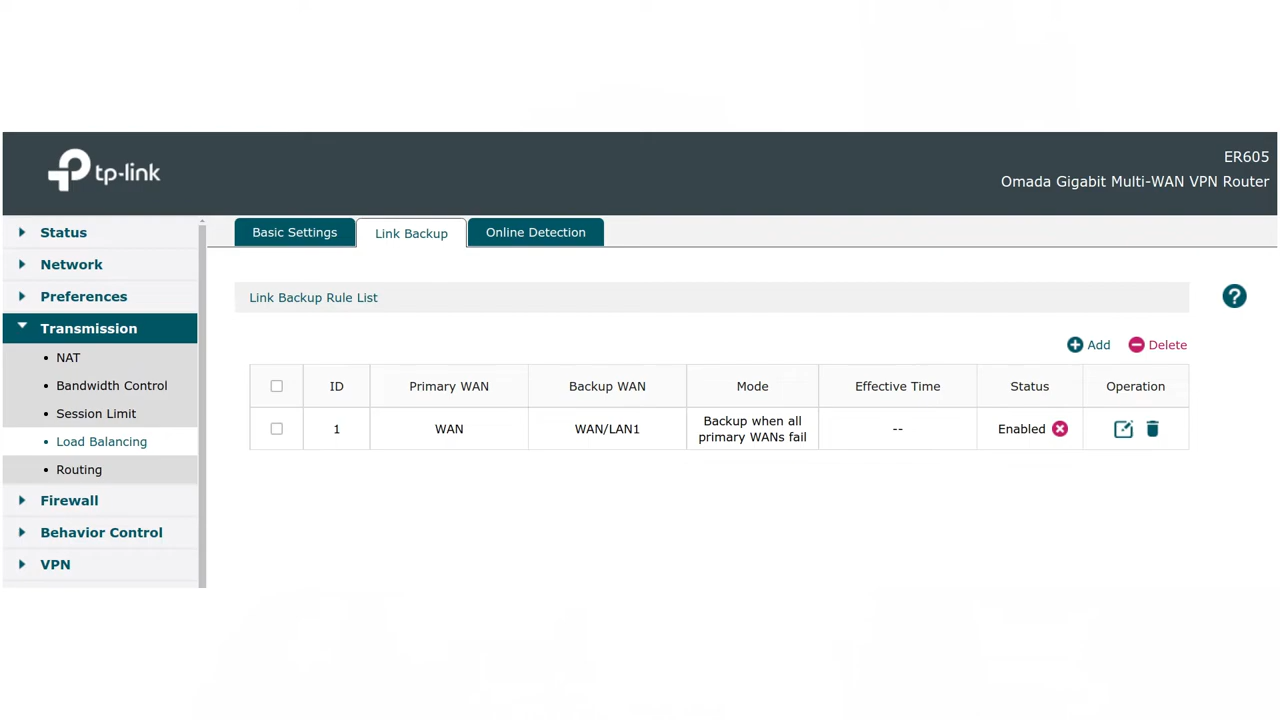 tp-link
ER605
Omada Gigabit Multi-WAN VPN Router
Status
Network
Preferences
Transmission
NAT
Bandwidth Control
Session Limit
Load Balancing
Routing
Firewall
Behavior Control
VPN
Basic Settings
Link Backup
Online Detection
Link Backup Rule List
?
Add
Delete
ID Primary WAN Backup WAN Mode Effective Time Status Operation
1 WAN WAN/LAN1 Backup when all primary WANs fail -- Enabled